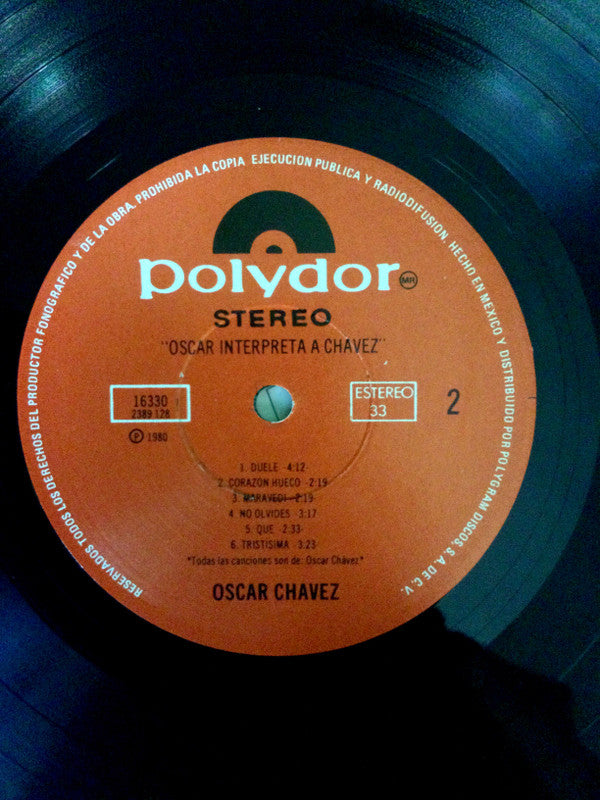 RESERVADOS TODOS LOS DERECHOS DEL PRODUCTOR FONOGRAFICO Y DE LA OBRA. PROHIBIDA LA COPIA EJECUCION PUBLICA Y RADIODIFUSION. HECHO EN MEXICO Y DISTRIBUIDO POR POLYGRAM DISCOS, S.A. DE C.V.
polydor MR
STEREO
"OSCAR INTERPRETA A CHAVEZ"
16330
2389 128
ESTEREO
33
2
Ⓟ 1980
1. DUELE -4:12
2. CORAZON HUECO -2:19
3. MARAVEDI -2:19
4. NO OLVIDES -3:17
5. QUE -2:33
6. TRISTISIMA -3:23
*Todas las canciones son de: Oscar Chávez*
OSCAR CHAVEZ